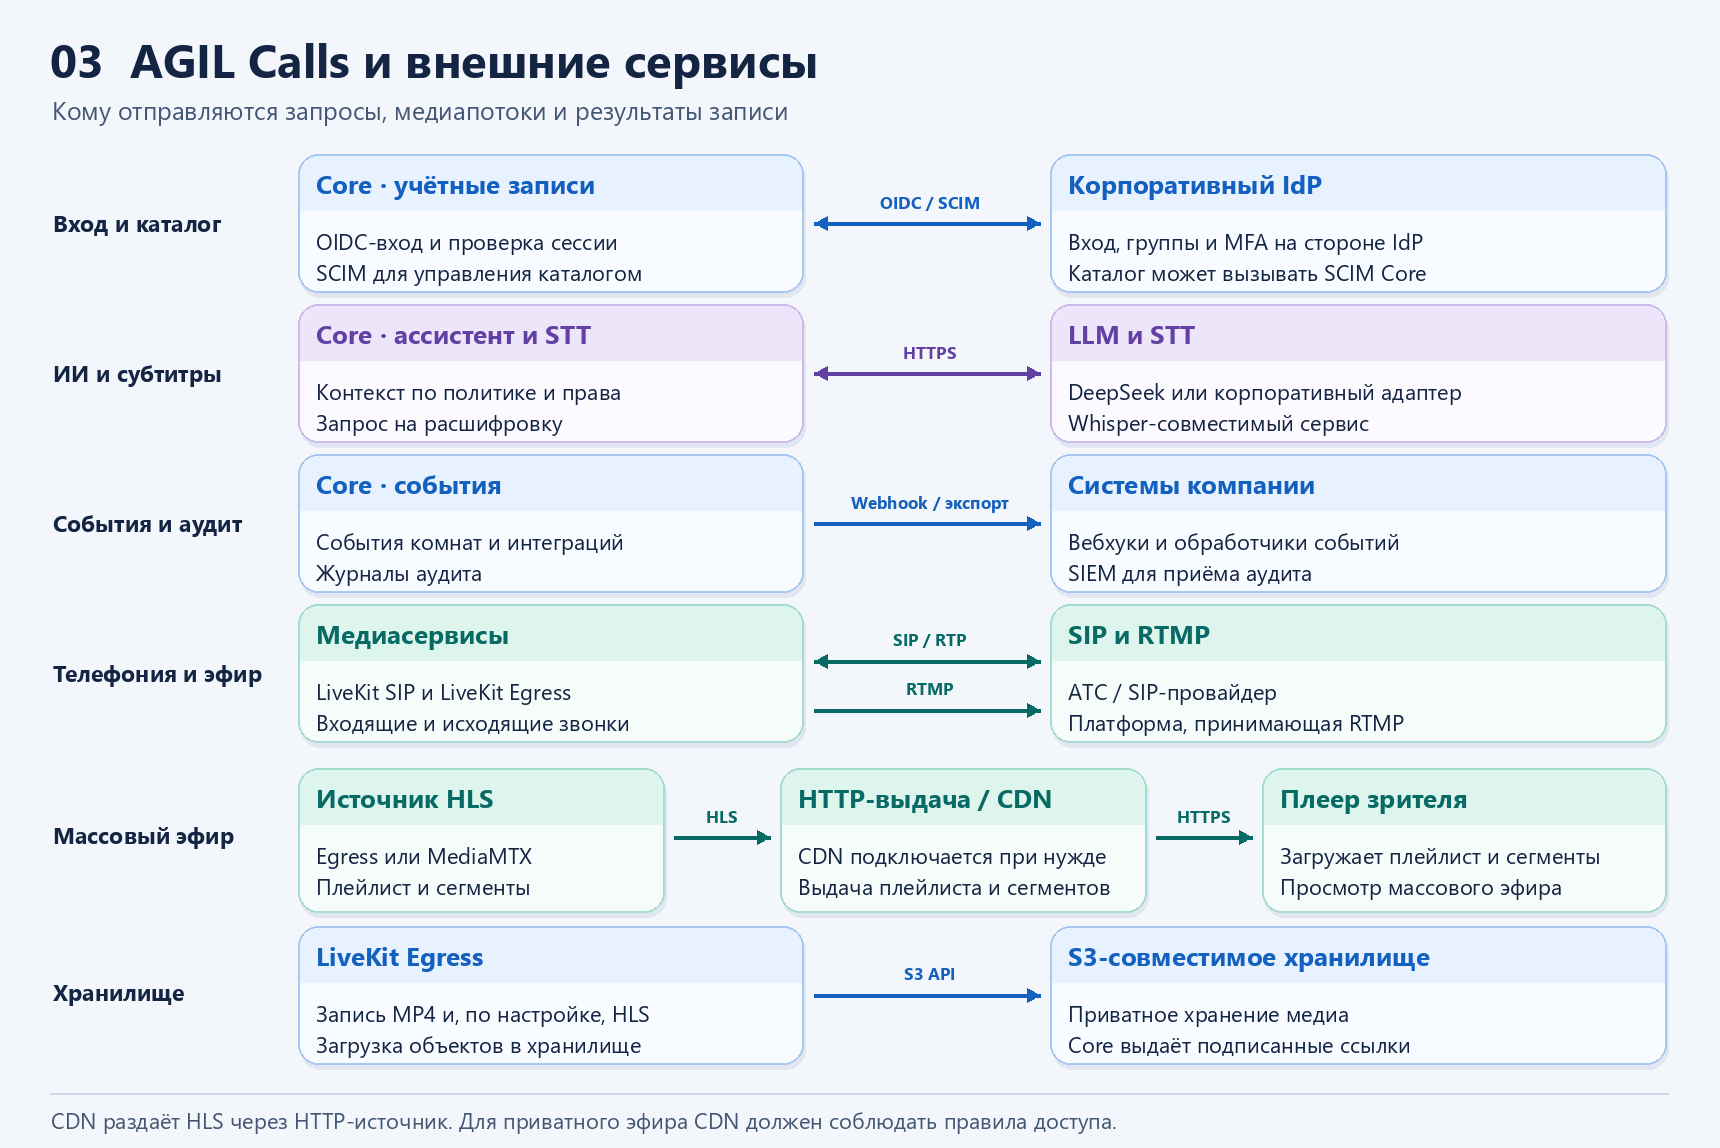 03 AGIL Calls и внешние сервисы
Кому отправляются запросы, медиапотоки и результаты записи
Вход и каталог
Core · учётные записи
OIDC-вход и проверка сессии
SCIM для управления каталогом
OIDC / SCIM
Корпоративный IdP
Вход, группы и MFA на стороне IdP
Каталог может вызывать SCIM Core
ИИ и субтитры
Core · ассистент и STT
Контекст по политике и права
Запрос на расшифровку
HTTPS
LLM и STT
DeepSeek или корпоративный адаптер
Whisper-совместимый сервис
События и аудит
Core · события
События комнат и интеграций
Журналы аудита
Webhook / экспорт
Системы компании
Вебхуки и обработчики событий
SIEM для приёма аудита
Телефония и эфир
Медиасервисы
LiveKit SIP и LiveKit Egress
Входящие и исходящие звонки
SIP / RTP
RTMP
SIP и RTMP
АТС / SIP-провайдер
Платформа, принимающая RTMP
Массовый эфир
Источник HLS
Egress или MediaMTX
Плейлист и сегменты
HLS
HTTP-выдача / CDN
CDN подключается при нужде
Выдача плейлиста и сегментов
HTTPS
Плеер зрителя
Загружает плейлист и сегменты
Просмотр массового эфира
Хранилище
LiveKit Egress
Запись MP4 и, по настройке, HLS
Загрузка объектов в хранилище
S3 API
S3-совместимое хранилище
Приватное хранение медиа
Core выдаёт подписанные ссылки
CDN раздаёт HLS через HTTP-источник. Для приватного эфира CDN должен соблюдать правила доступа.